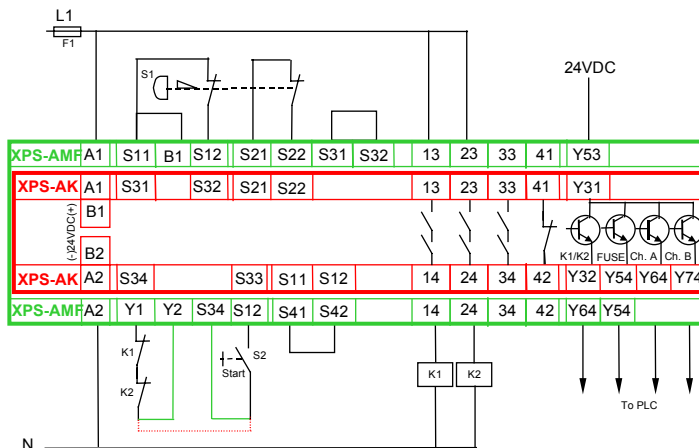 L1
F1
S1
24VDC
XPS-AMF A1 S11 B1 S12 S21 S22 S31 S32 13 23 33 41 Y53
XPS-AK A1 S31 S32 S21 S22 13 23 33 41 Y31
B1
(-)24VDC(+)
B2
K1/K2 FUSE Ch. A Ch. B
XPS-AK A2 S34 S33 S11 S12 14 24 34 42 Y32 Y54 Y64 Y74
XPS-AMF A2 Y1 Y2 S34 S12 S41 S42 14 24 34 42 Y64 Y54
K1
K2
S2
Start
K1 K2
To PLC
N